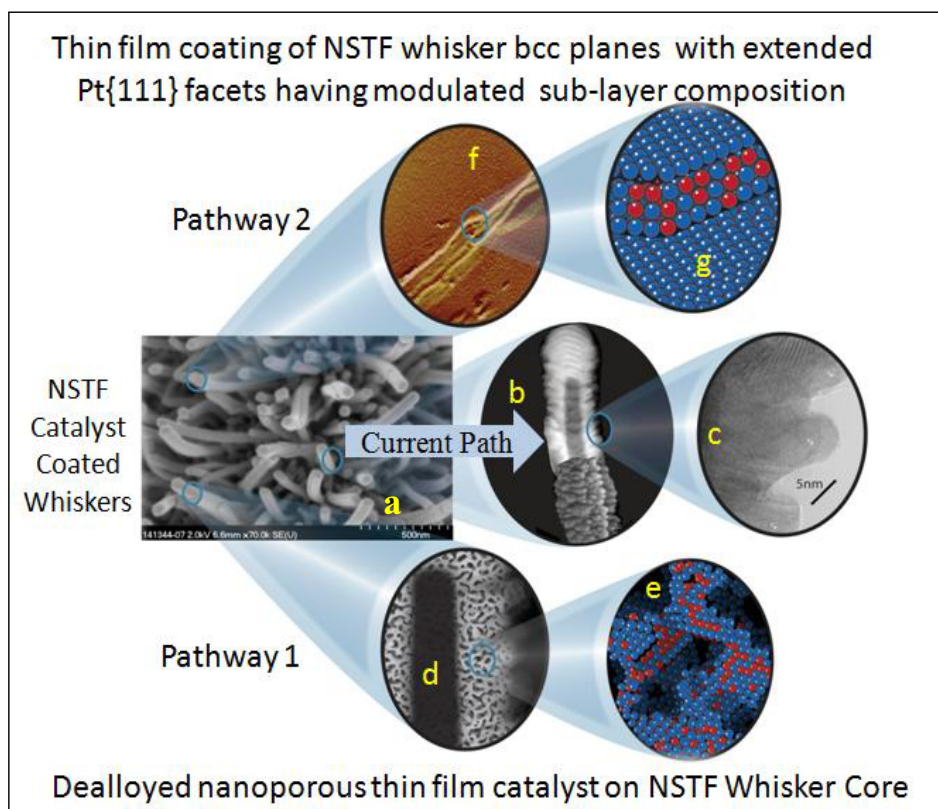 Thin film coating of NSTF whisker bcc planes with extended
Pt{111} facets having modulated sub-layer composition
f
Pathway 2
g
NSTF
Catalyst
Coated
Whiskers
b
Current Path
c
a
5nm
141344-07 2.0kV 6.6mm x70.0k SE(U)
500nm
e
Pathway 1
d
Dealloyed nanoporous thin film catalyst on NSTF Whisker Core